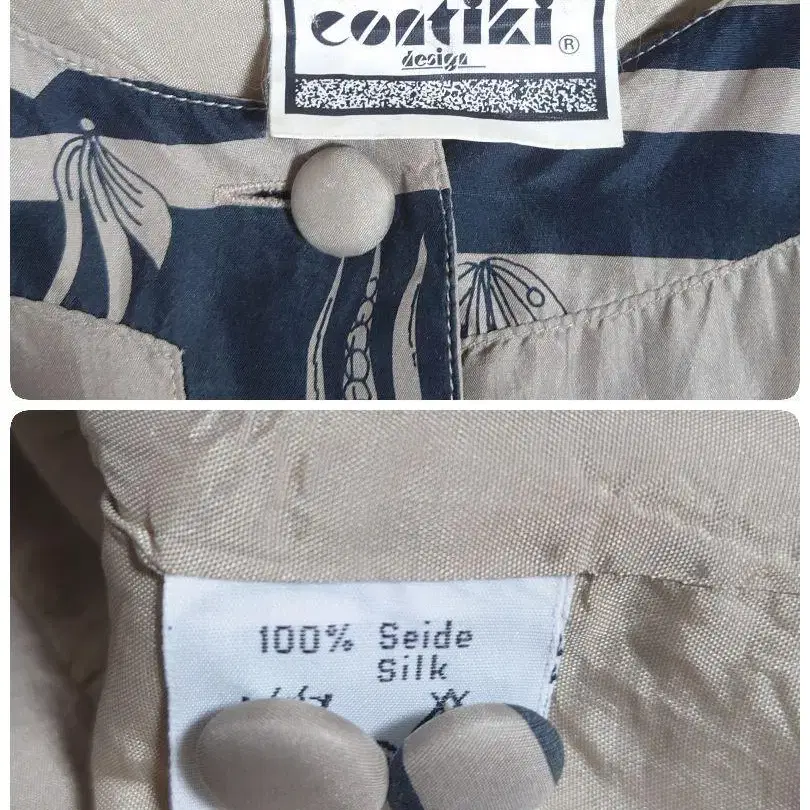 contiki®
design
100% Seide
Silk